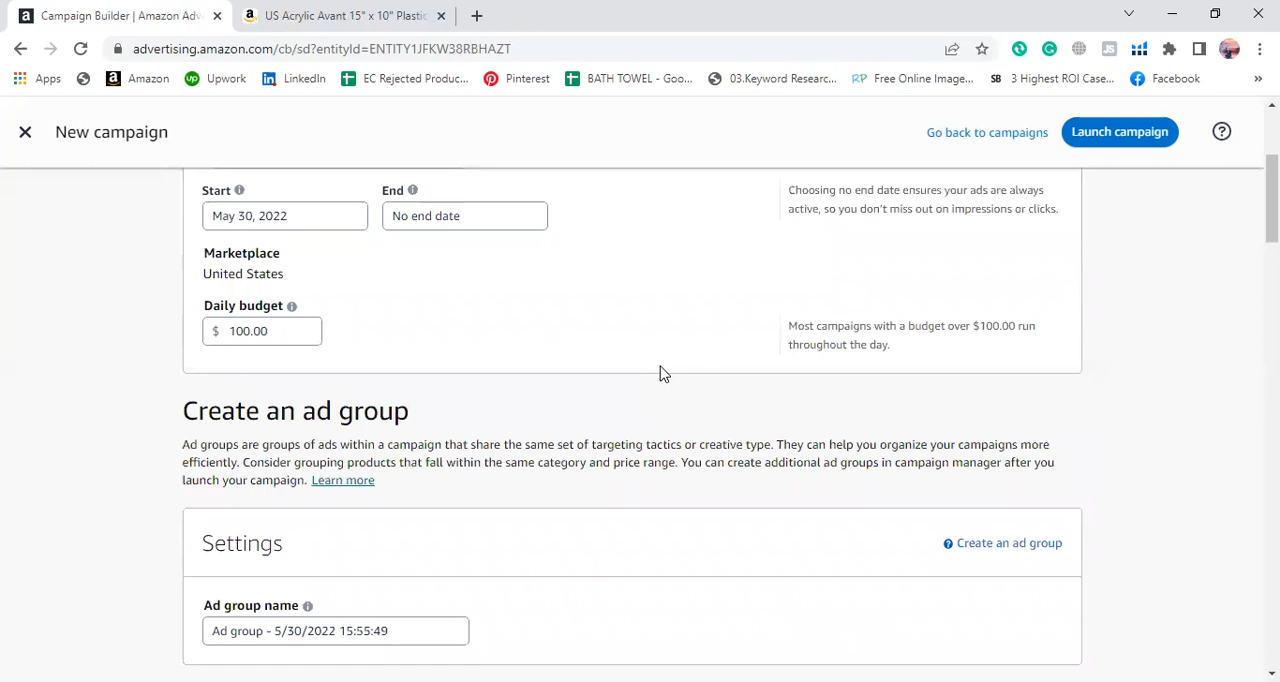 Campaign Builder | Amazon Adv
US Acrylic Avant 15" x 10" Plastic
advertising.amazon.com/cb/sd?entityId=ENTITY1JFKW38RBHAZT
Apps
Amazon
Upwork
LinkedIn
EC Rejected Produc...
Pinterest
BATH TOWEL - Goo...
03.Keyword Researc...
Free Online Image...
3 Highest ROI Case...
Facebook
New campaign
Go back to campaigns
Launch campaign
Start
End
Choosing no end date ensures your ads are always
May 30, 2022
No end date
active, so you don't miss out on impressions or clicks.
Marketplace
United States
Daily budget
$ 100.00
Most campaigns with a budget over $100.00 run
throughout the day.
Create an ad group
Ad groups are groups of ads within a campaign that share the same set of targeting tactics or creative type. They can help you organize your campaigns more
efficiently. Consider grouping products that fall within the same category and price range. You can create additional ad groups in campaign manager after you
launch your campaign. Learn more
Settings
Create an ad group
Ad group name
Ad group - 5/30/2022 15:55:49